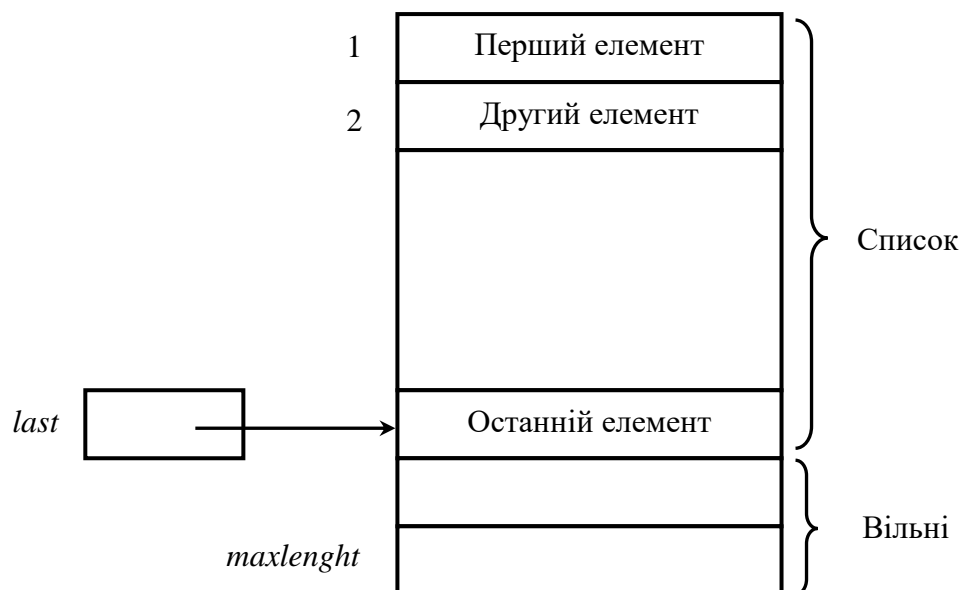 1 Перший елемент
2 Другий елемент
Список
last Останній елемент
Вільні
maxlenght